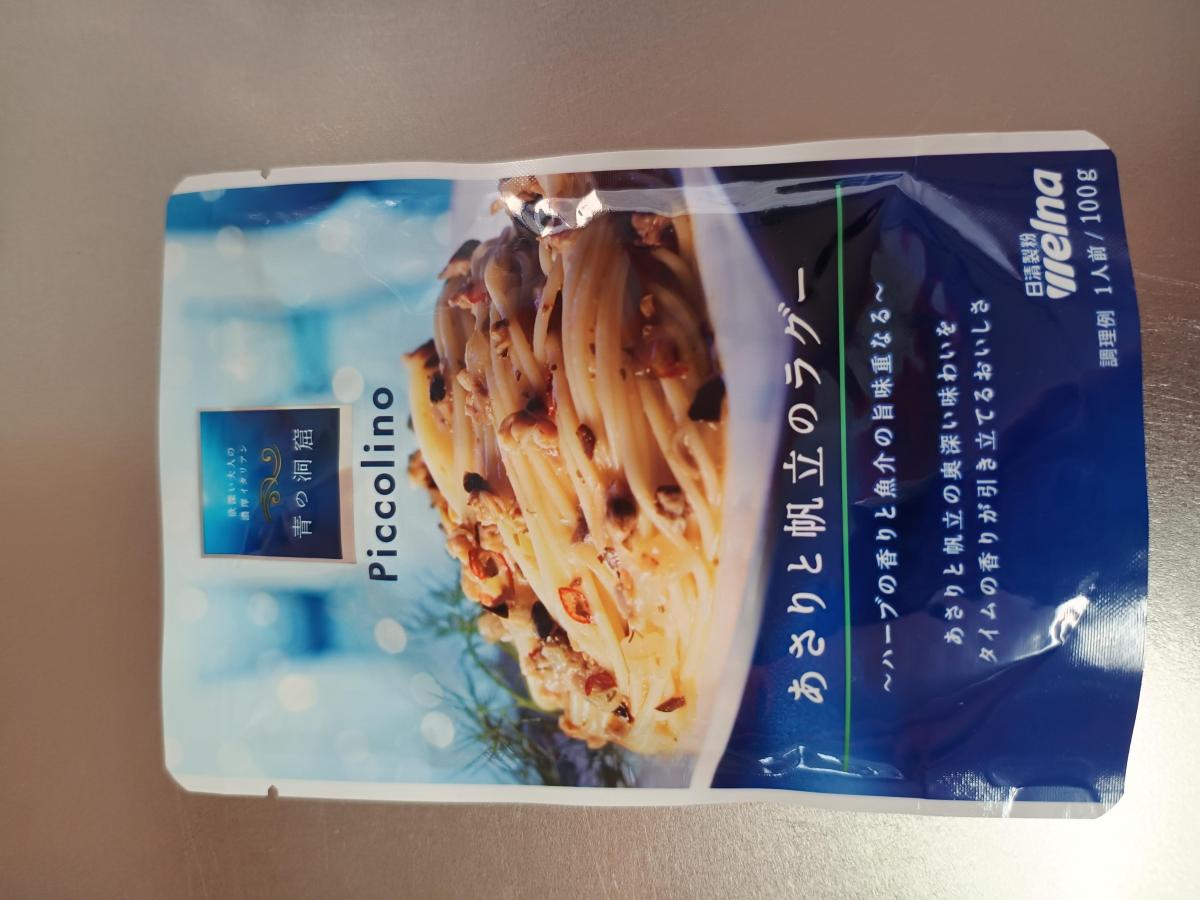 欲深い大人の
濃厚イタリアン
青の洞窟
Piccolino
あさりと帆立のラグー
～ハーブの香りと魚介の旨味重なる～
あさりと帆立の奥深い味わいを
タイムの香りが引き立てるおいしさ
日清製粉
Welna
調理例 1人前 / 100g